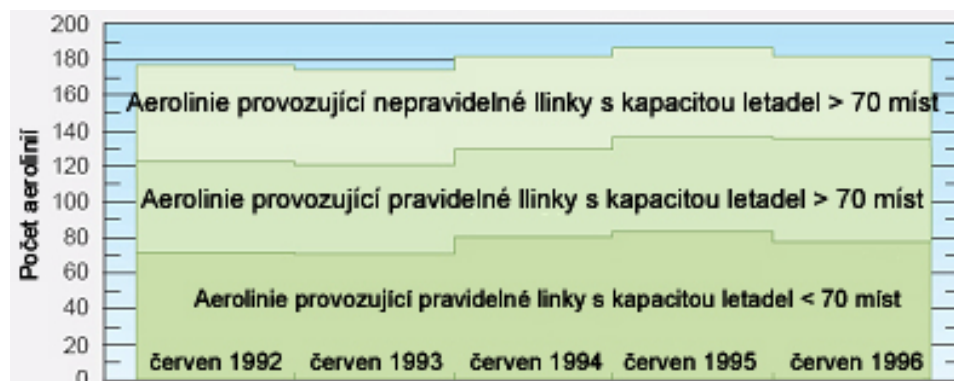 200
180
160
140
120
100
80
60
40
20
0
Počet aerolinií
Aerolinie provozující nepravidelné llinky s kapacitou letadel > 70 míst
Aerolinie provozující pravidelné llinky s kapacitou letadel > 70 míst
Aerolinie provozující pravidelné linky s kapacitou letadel < 70 míst
červen 1992 červen 1993 červen 1994 červen 1995 červen 1996